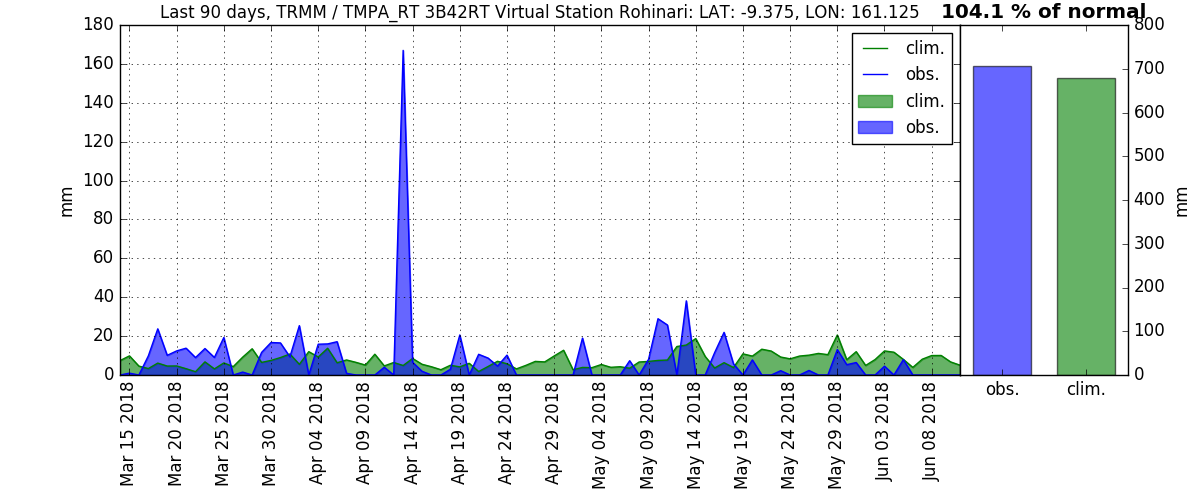 Last 90 days, TRMM / TMPA_RT 3B42RT Virtual Station Rohinari: LAT: -9.375, LON: 161.125
104.1 % of normal
180
160
140
120
100
80
60
40
20
0
mm
clim.
obs.
clim.
obs.
Mar 15 2018
Mar 20 2018
Mar 25 2018
Mar 30 2018
Apr 04 2018
Apr 09 2018
Apr 14 2018
Apr 19 2018
Apr 24 2018
Apr 29 2018
May 04 2018
May 09 2018
May 14 2018
May 19 2018
May 24 2018
May 29 2018
Jun 03 2018
Jun 08 2018
800
700
600
500
400
300
200
100
0
mm
obs.
clim.